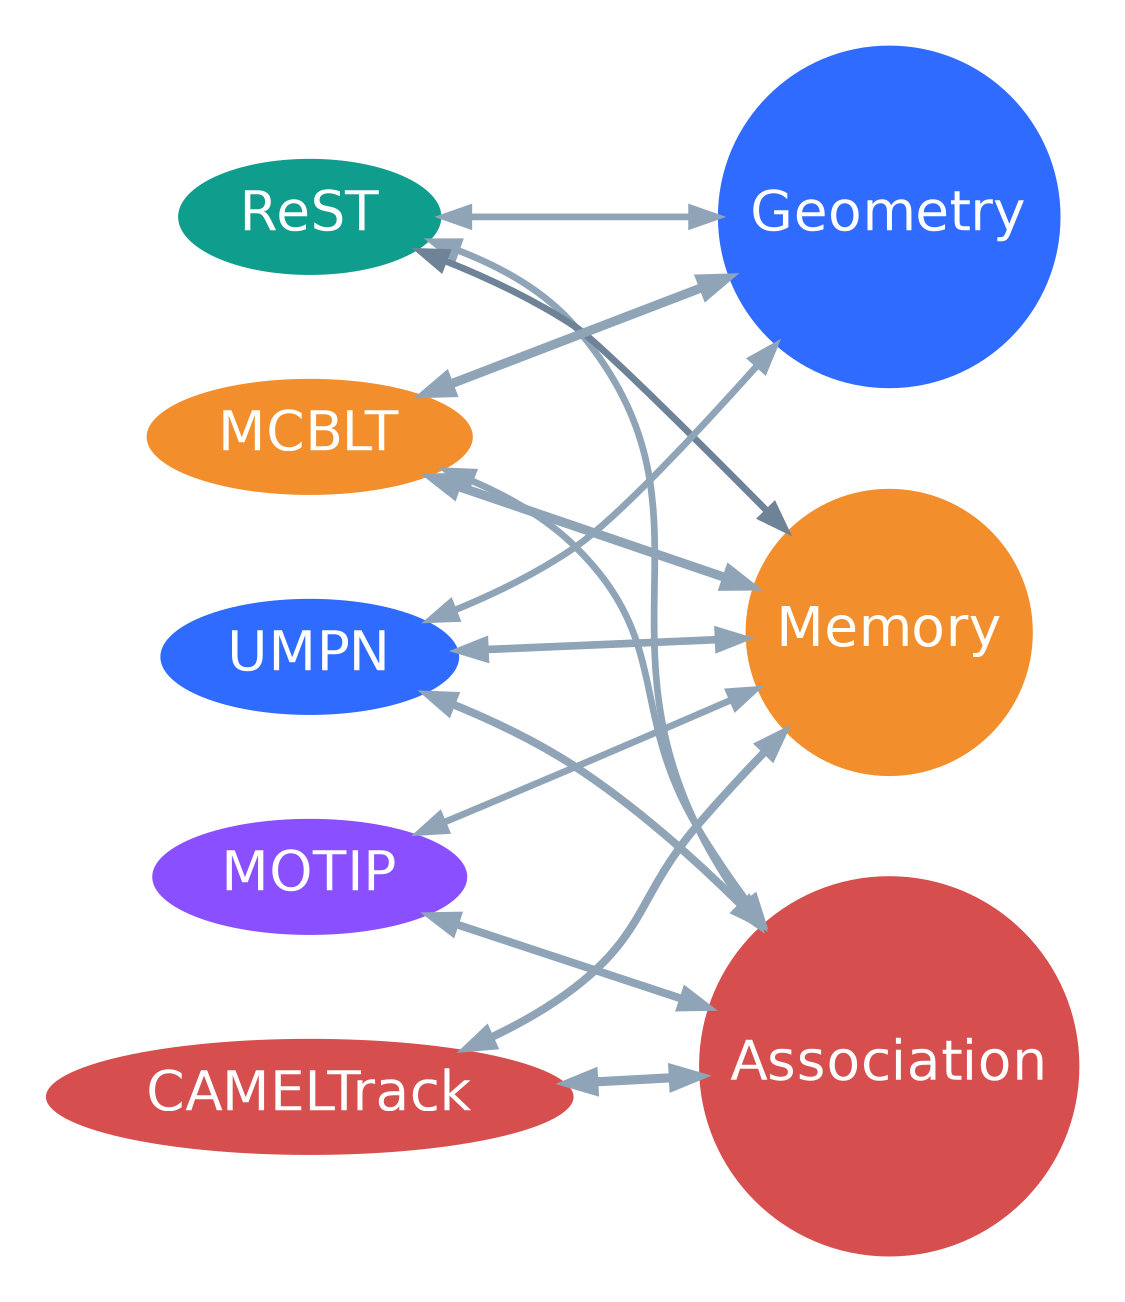 ReST
Geometry
MCBLT
UMPN
Memory
MOTIP
CAMELTrack
Association